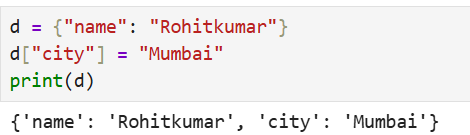 d = {"name": "Rohitkumar"}
d["city"] = "Mumbai"
print(d)
{'name': 'Rohitkumar', 'city': 'Mumbai'}